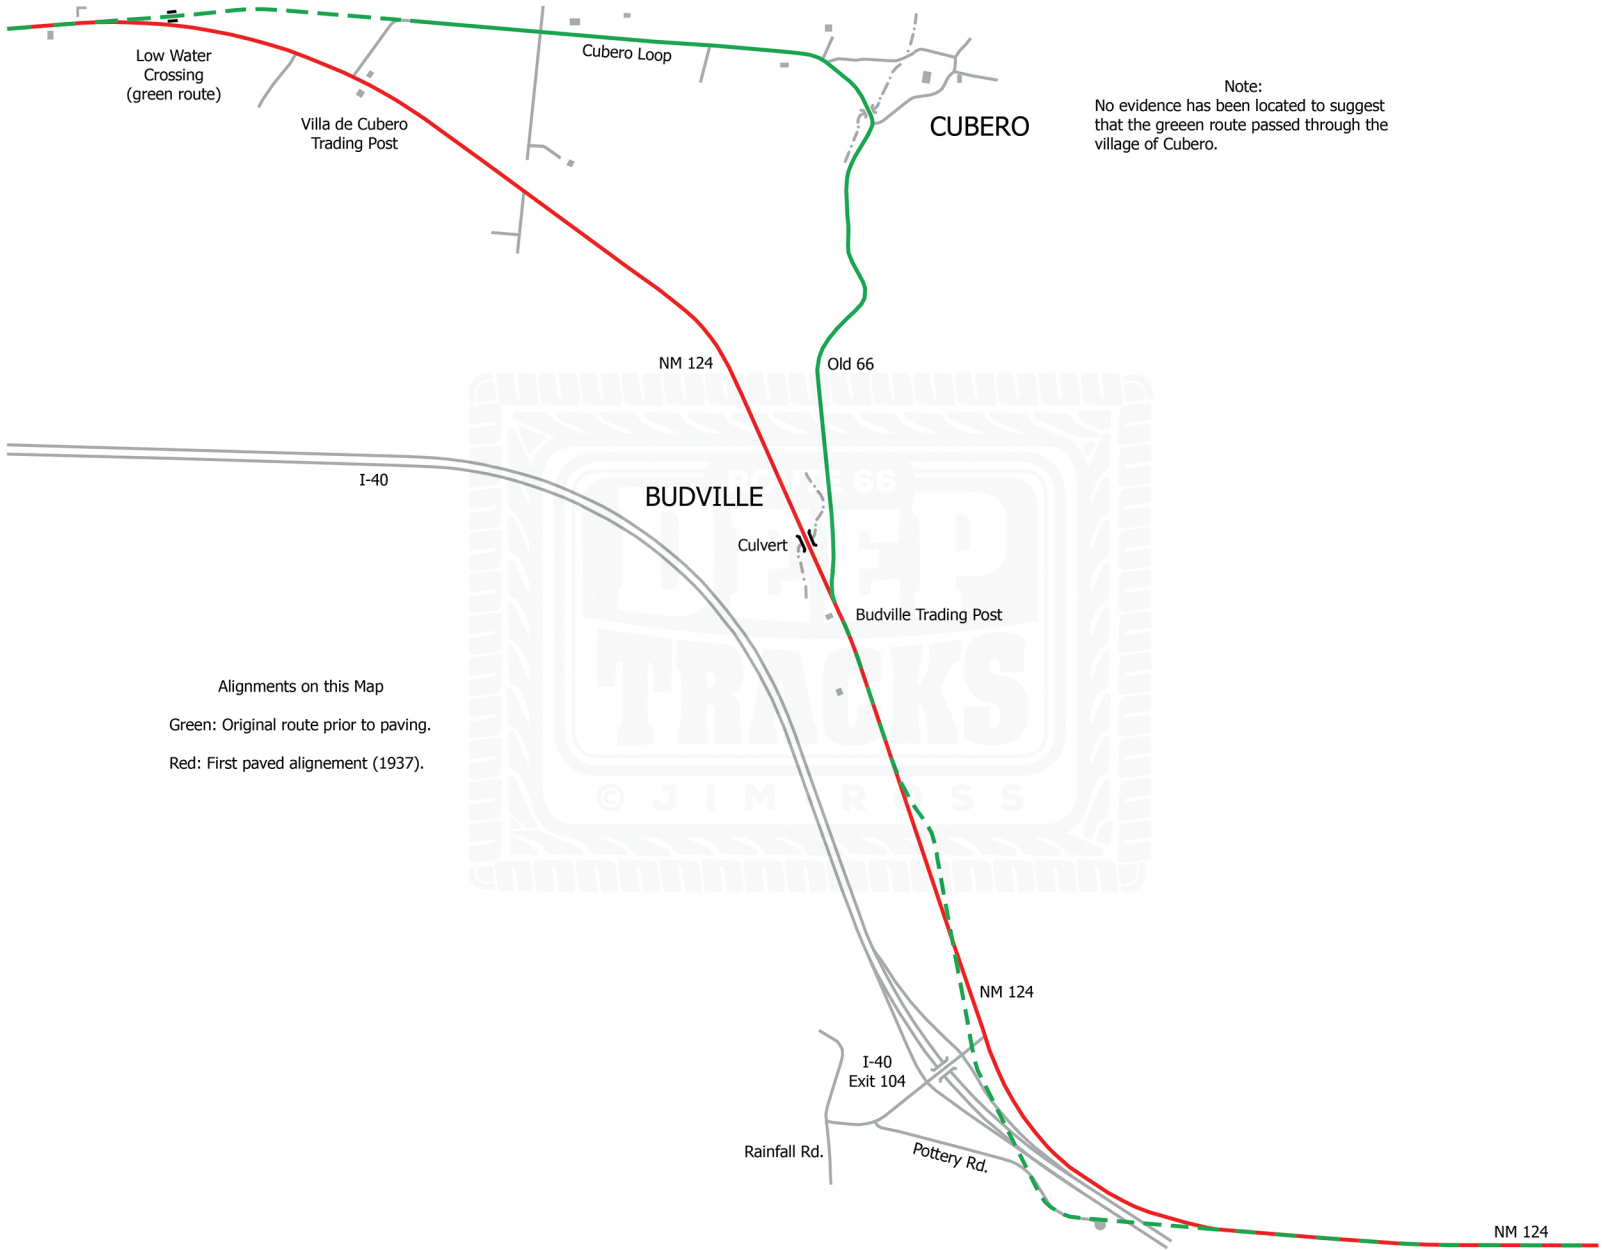 Low Water
Crossing
(green route)
Cubero Loop
Villa de Cubero
Trading Post
CUBERO
Note:
No evidence has been located to suggest
that the greeen route passed through the
village of Cubero.
NM 124
Old 66
I-40
BUDVILLE
ROUTE 66
DEEP
Culvert
Budville Trading Post
TRACKS
Alignments on this Map
Green: Original route prior to paving.
Red: First paved alignement (1937).
© JIM ROSS
NM 124
I-40
Exit 104
Rainfall Rd.
Pottery Rd.
NM 124